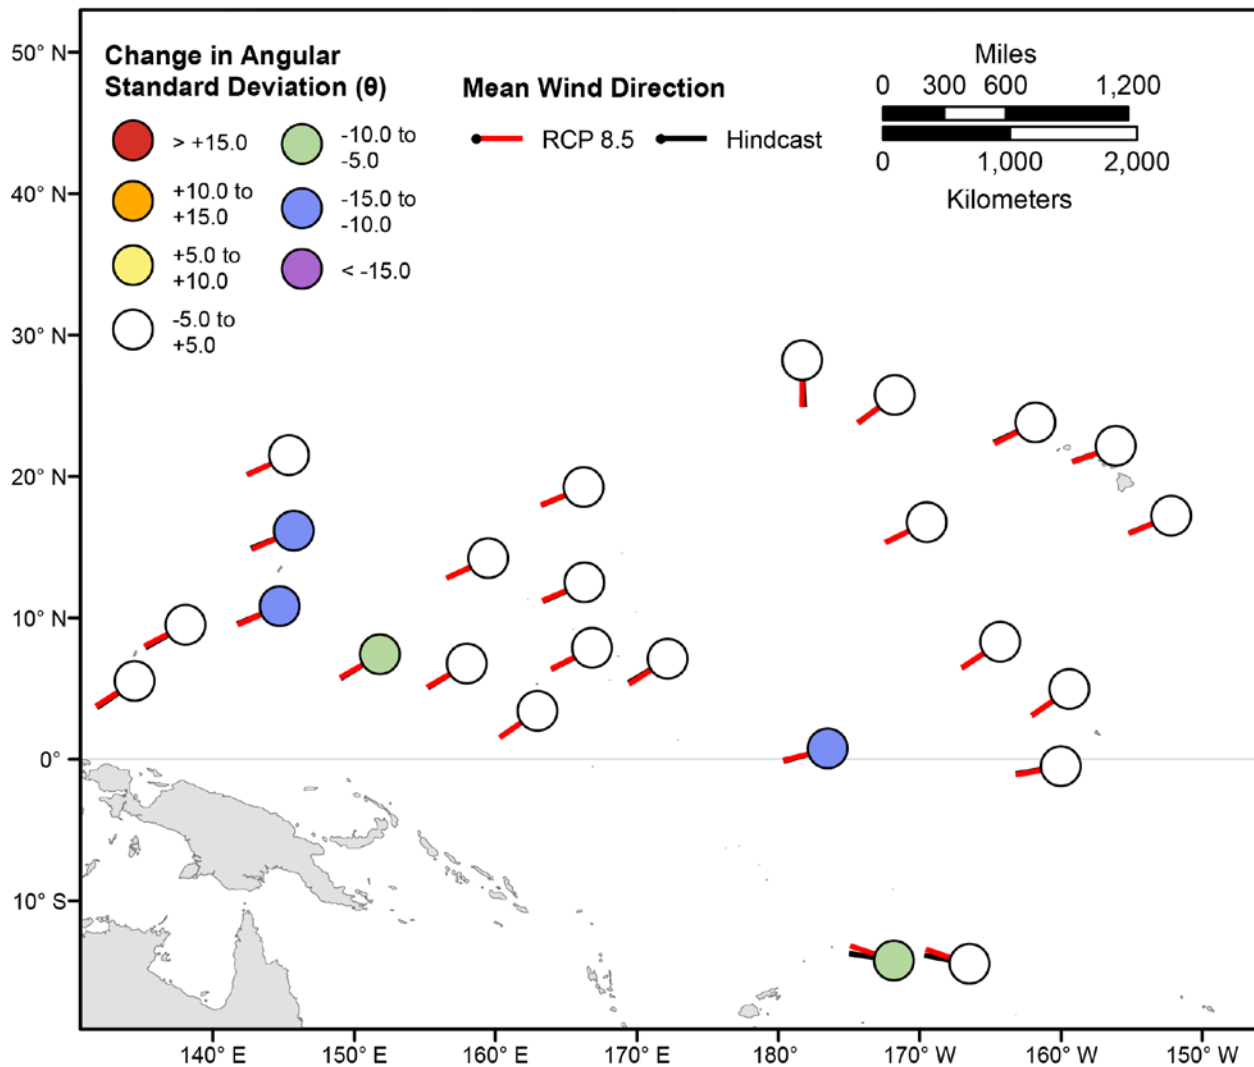 Change in Angular
Standard Deviation (θ)
> +15.0
+10.0 to
+15.0
+5.0 to
+10.0
-5.0 to
+5.0
-10.0 to
-5.0
-15.0 to
-10.0
< -15.0
Mean Wind Direction
RCP 8.5
Hindcast
Miles
0 300 600 1,200
0 1,000 2,000
Kilometers
50° N
40° N
30° N
20° N
10° N
0°
10° S
140° E 150° E 160° E 170° E 180° 170° W 160° W 150° W